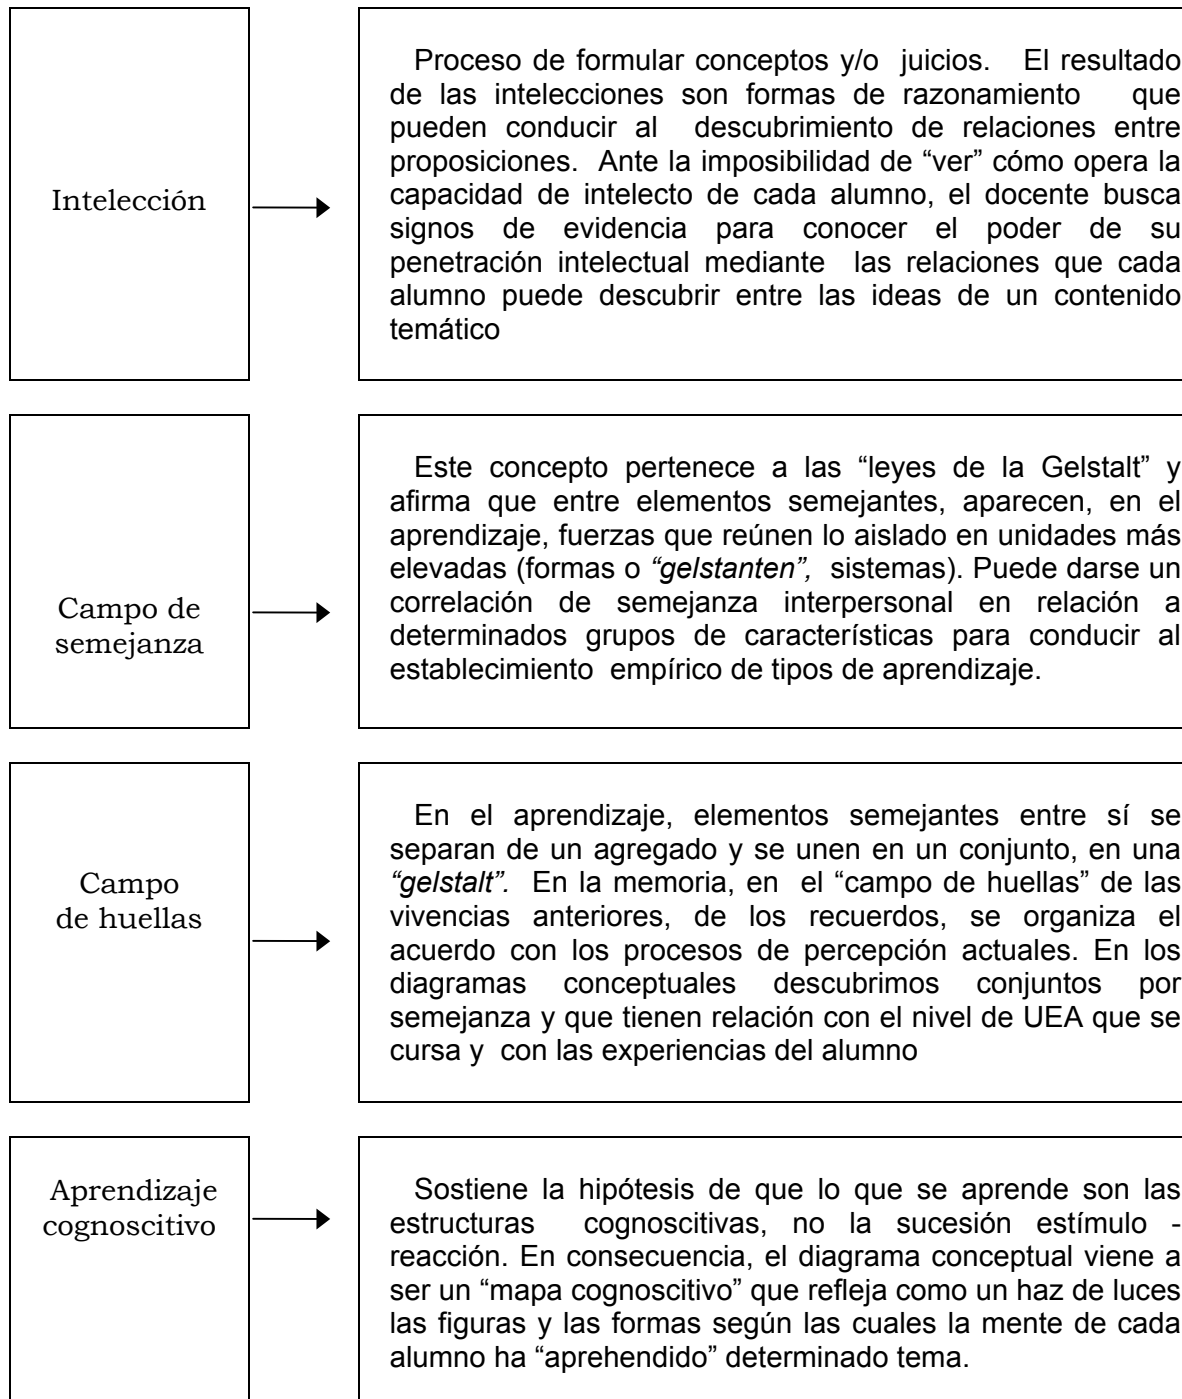 Intelección
Proceso de formular conceptos y/o juicios. El resultado
de las intelecciones son formas de razonamiento que
pueden conducir al descubrimiento de relaciones entre
proposiciones. Ante la imposibilidad de “ver” cómo opera la
capacidad de intelecto de cada alumno, el docente busca
signos de evidencia para conocer el poder de su
penetración intelectual mediante las relaciones que cada
alumno puede descubrir entre las ideas de un contenido
temático
Campo de
semejanza
Este concepto pertenece a las “leyes de la Gelstalt” y
afirma que entre elementos semejantes, aparecen, en el
aprendizaje, fuerzas que reúnen lo aislado en unidades más
elevadas (formas o “gelstanten”, sistemas). Puede darse un
correlación de semejanza interpersonal en relación a
determinados grupos de características para conducir al
establecimiento empírico de tipos de aprendizaje.
Campo
de huellas
En el aprendizaje, elementos semejantes entre sí se
separan de un agregado y se unen en un conjunto, en una
“gelstalt”. En la memoria, en el “campo de huellas” de las
vivencias anteriores, de los recuerdos, se organiza el
acuerdo con los procesos de percepción actuales. En los
diagramas conceptuales descubrimos conjuntos por
semejanza y que tienen relación con el nivel de UEA que se
cursa y con las experiencias del alumno
Aprendizaje
cognoscitivo
Sostiene la hipótesis de que lo que se aprende son las
estructuras cognoscitivas, no la sucesión estímulo -
reacción. En consecuencia, el diagrama conceptual viene a
ser un “mapa cognoscitivo” que refleja como un haz de luces
las figuras y las formas según las cuales la mente de cada
alumno ha “aprehendido” determinado tema.